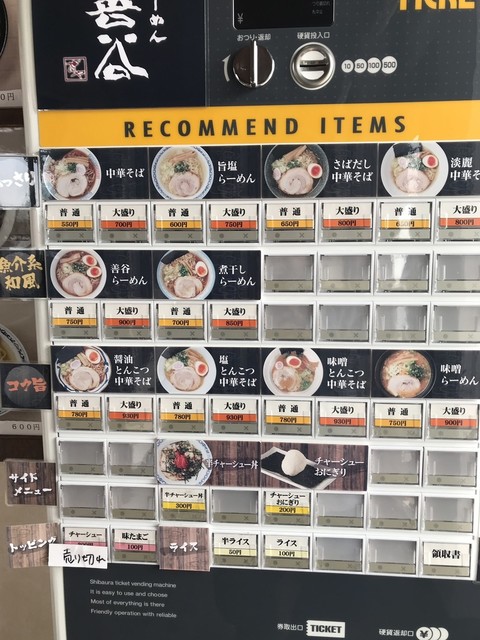 ーめん
善谷
TICKET
¥
おつり・返却
硬貨投入口
10 50 100 500
RECOMMEND ITEMS
中華そば
旨塩
らーめん
さばだし
中華そば
淡麗
中華そ
っさり
普通 大盛り 普通 大盛り 普通 大盛り 普通 大盛り
550円 700円 600円 750円 650円 800円 650円 800円
魚介系
和風
善谷
らーめん
煮干し
らーめん
普通 大盛り 普通 大盛り
750円 900円 700円 850円
コク旨
醤油
とんこつ
中華そば
塩
とんこつ
中華そば
味噌
とんこつ
中華そば
味噌
らーめん
普通 大盛り 普通 大盛り 普通 大盛り 普通 大盛り
780円 930円 780円 930円 780円 930円 750円 900円
600円
サイド
メニュー
半チャーシュー丼
チャーシュー
おにぎり
半チャーシュー丼
300円
チャーシュー
おにぎり
200円
トッピング
チャーシュー
売り切れ
味たまご
100円
ライス
半ライス
50円
ライス
100円
領収書
Shibaura ticket vending machine
It is easy to use and choose
Most of everything is there
Friendly operation with reliable
券取出口 TICKET
硬貨返却口 ¥